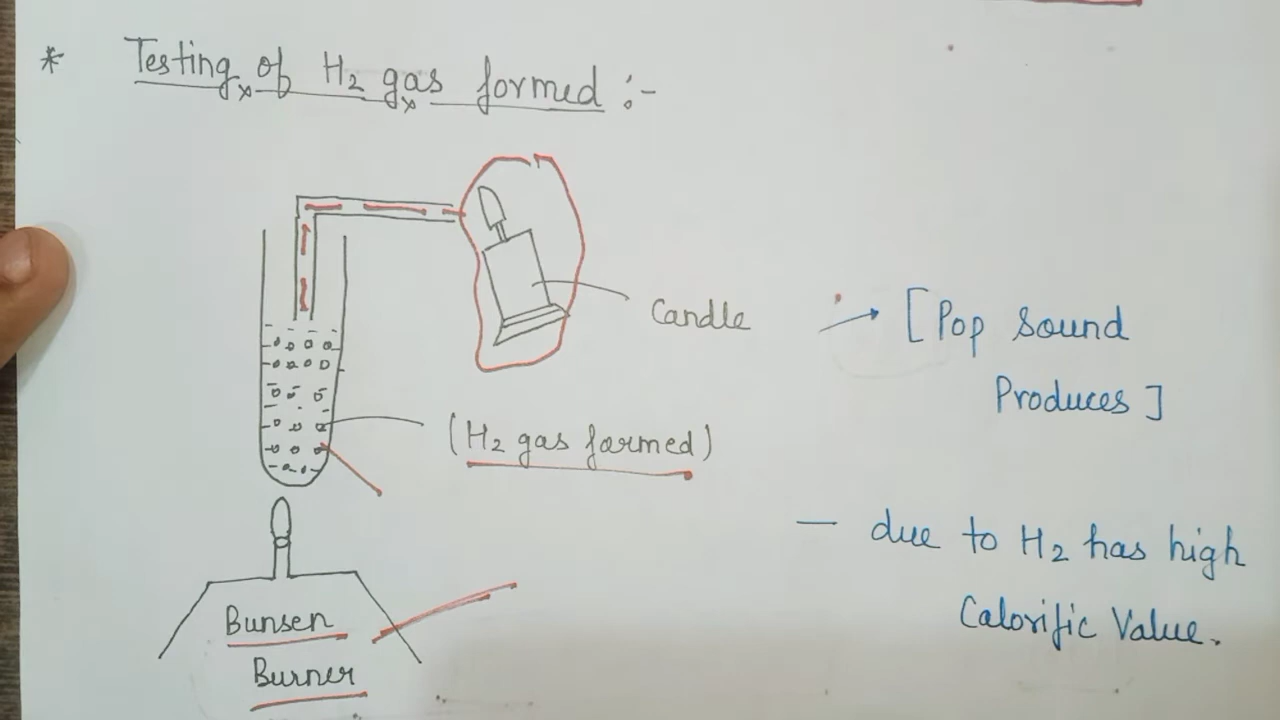 * Testing of H2 gas formed :-
Candle
→ [Pop Sound
Produces]
(H2 gas formed)
— due to H2 has high
Calorific Value.
Bunsen
Burner